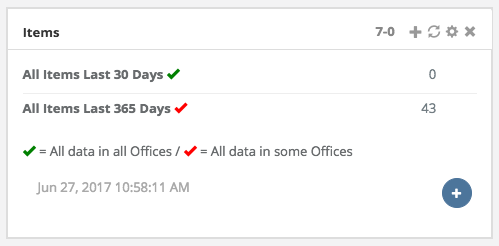 Items 7-0
All Items Last 30 Days 0
All Items Last 365 Days 43
= All data in all Offices / = All data in some Offices
Jun 27, 2017 10:58:11 AM